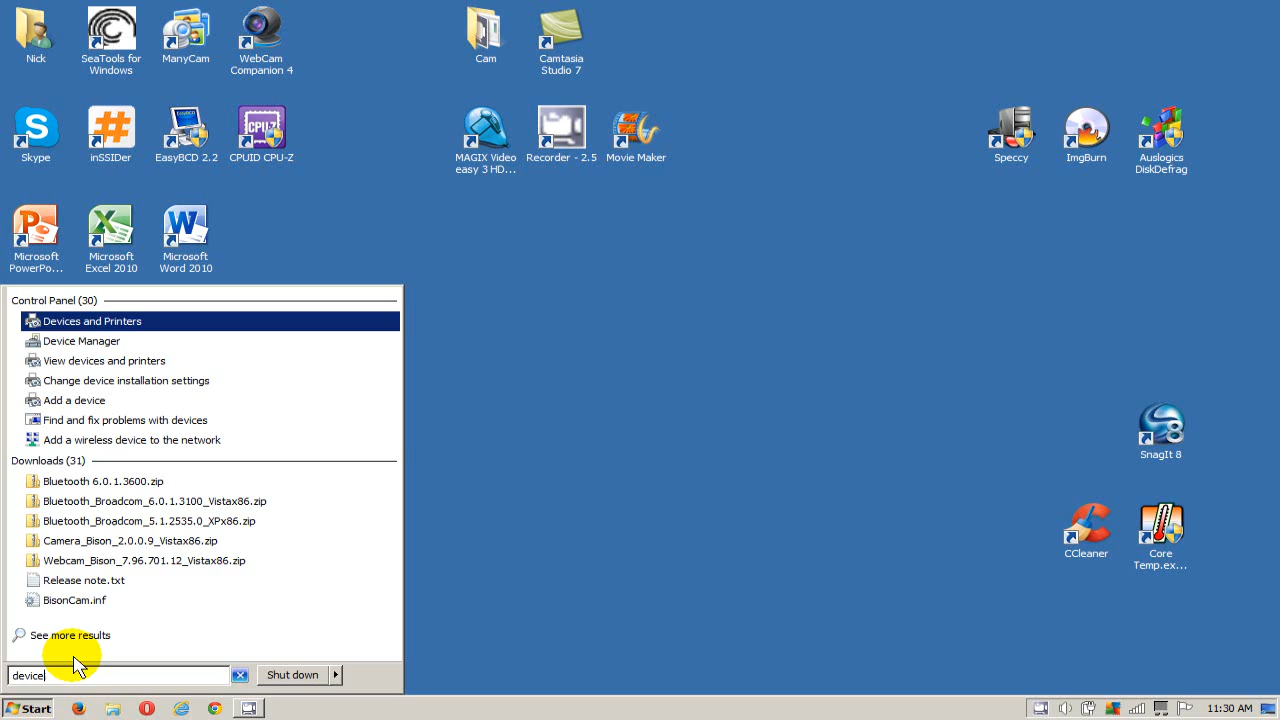 Nick
SeaTools for
Windows
ManyCam
WebCam
Companion 4
Cam
Camtasia
Studio 7
Skype
inSSIDer
EasyBCD 2.2
CPUID CPU-Z
MAGIX Video
easy 3 HD...
Recorder - 2.5
Movie Maker
Speccy
ImgBurn
Auslogics
DiskDefrag
Microsoft
PowerPo...
Microsoft
Excel 2010
Microsoft
Word 2010
Control Panel (30)
Devices and Printers
Device Manager
View devices and printers
Change device installation settings
Add a device
Find and fix problems with devices
Add a wireless device to the network
Downloads (31)
Bluetooth 6.0.1.3600.zip
Bluetooth_Broadcom_6.0.1.3100_Vistax86.zip
Bluetooth_Broadcom_5.1.2535.0_XPx86.zip
Camera_Bison_2.0.0.9_Vistax86.zip
Webcam_Bison_7.96.701.12_Vistax86.zip
Release note.txt
BisonCam.inf
See more results
device
Shut down
SnagIt 8
CCleaner
Core
Temp.ex...
Start
11:30 AM